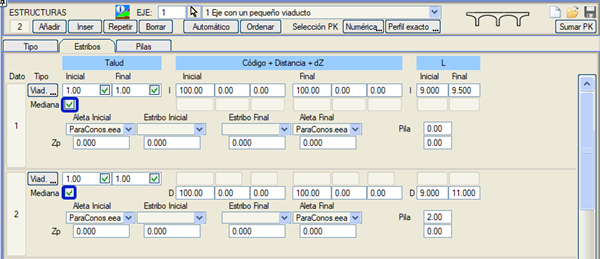 ESTRUCTURAS EJE: 1 1 Eje con un pequeño viaducto
2 Añadir Inser Repetir Borrar Automático Ordenar Selección PK Numérica... Perfil exacto ... Sumar PK
Tipo Estribos Pilas
Talud Código + Distancia + dZ L
Dato Tipo Inicial Final Inicial Final Inicial Final
Viad. ... 1.00 1.00 I 100.00 0.00 0.00 100.00 0.00 0.00 I 9.000 9.500
Mediana
1 Aleta Inicial Estribo Inicial Estribo Final Aleta Final Pila 0.00
ParaConos.eea ParaConos.eea
Zp 0.000 0.000 0.000 0.000 0.00
Viad. ... 1.00 1.00
Mediana D 100.00 0.00 0.00 100.00 0.00 0.00 D 9.000 11.000
2 Aleta Inicial Estribo Inicial Estribo Final Aleta Final
ParaConos.eea ParaConos.eea Pila 2.00
Zp 0.000 0.000 0.000 0.000 0.00